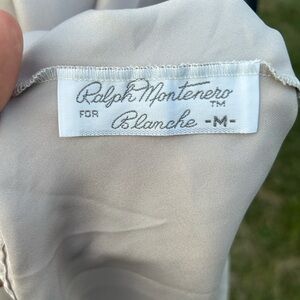 Ralph Montenero
FOR TM
Blanche -M-